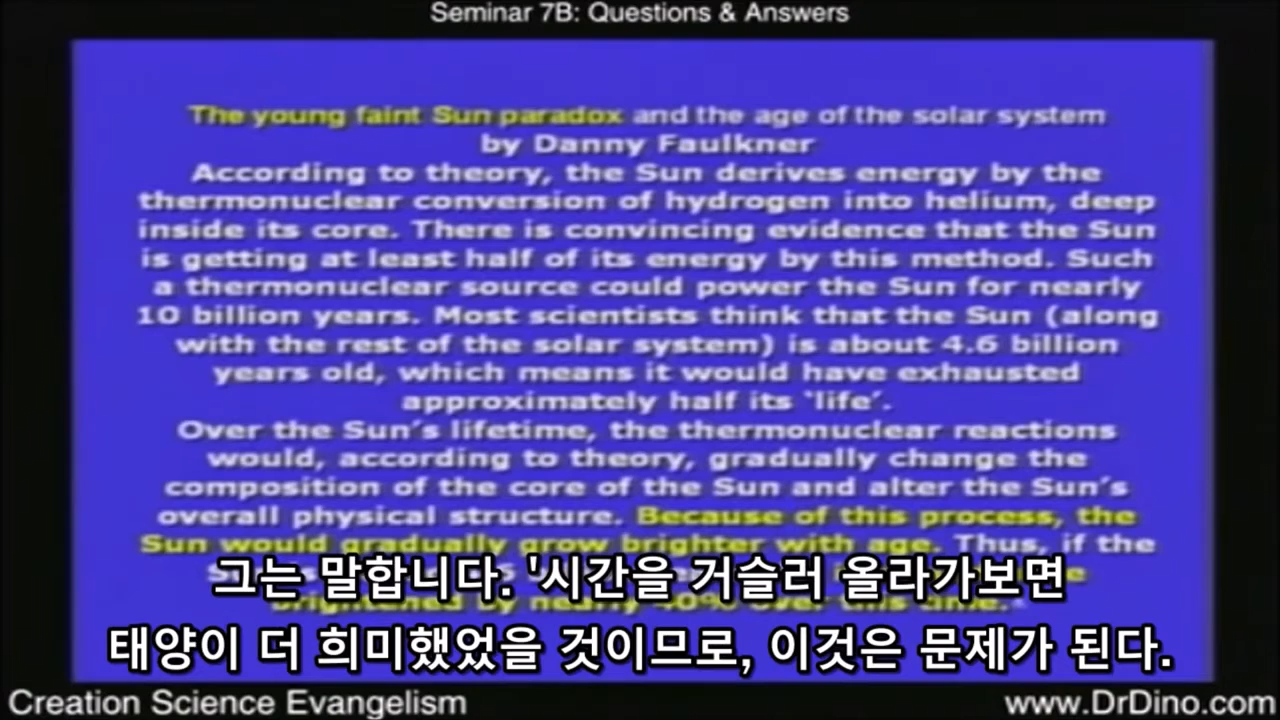 Seminar 7B: Questions & Answers
The young faint Sun paradox and the age of the solar system
by Danny Faulkner
According to theory, the Sun derives energy by the
thermonuclear conversion of hydrogen into helium, deep
inside its core. There is convincing evidence that the Sun
is getting at least half of its energy by this method. Such
a thermonuclear source could power the Sun for nearly
10 billion years. Most scientists think that the Sun (along
with the rest of the solar system) is about 4.6 billion
years old, which means it would have exhausted
approximately half its ‘life’.
Over the Sun’s lifetime, the thermonuclear reactions
would, according to theory, gradually change the
composition of the core of the Sun and alter the Sun’s
overall physical structure. Because of this process, the
Sun would gradually grow brighter with age. Thus, if the
brightened by nearly 40% over this time.
그는 말합니다. '시간을 거슬러 올라가보면
태양이 더 희미했었을 것이므로, 이것은 문제가 된다.
Creation Science Evangelism
www.DrDino.com